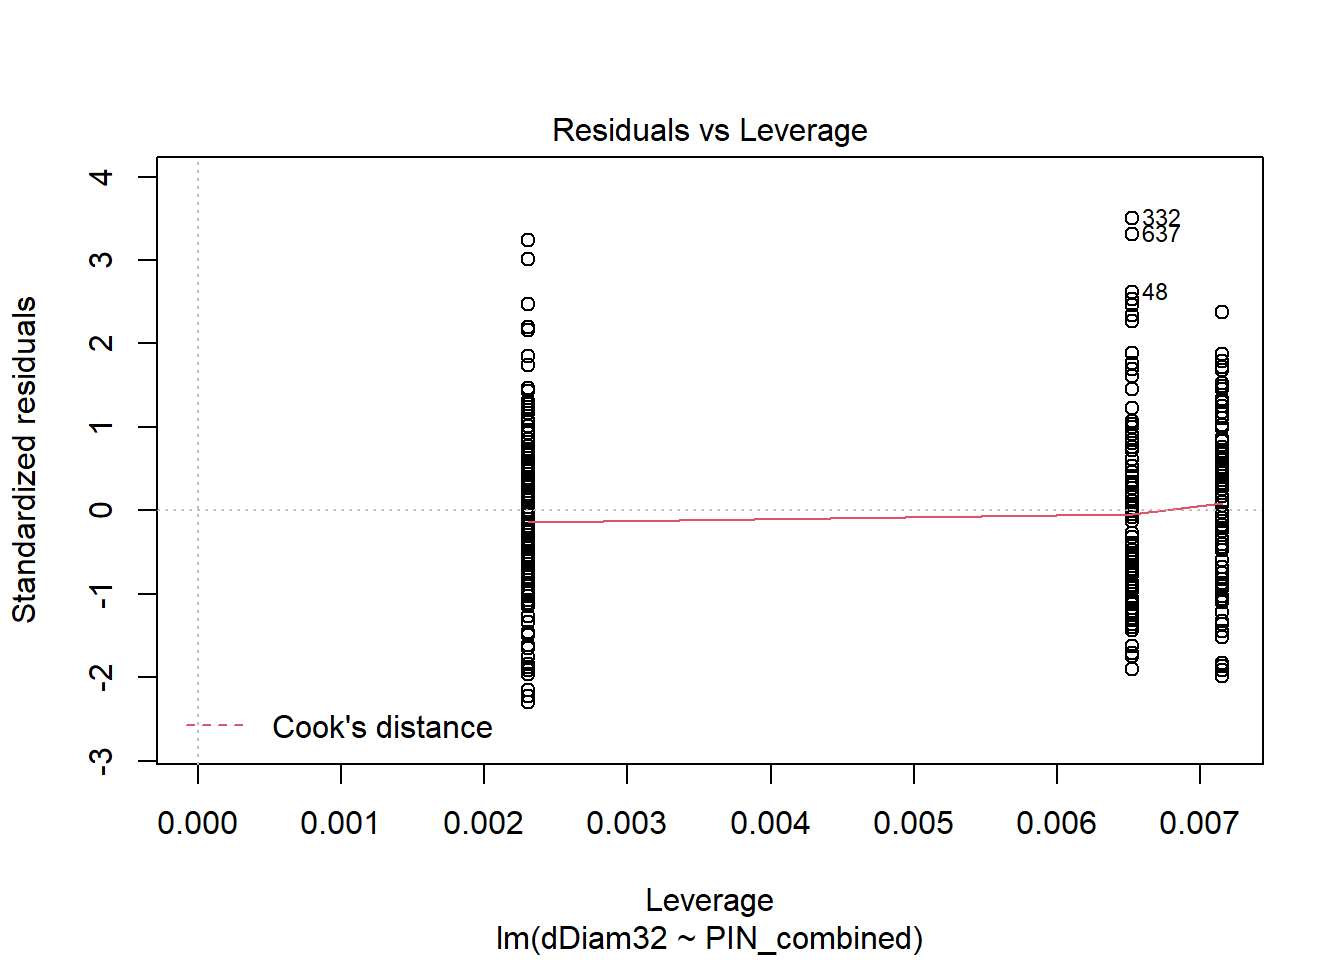 Residuals vs Leverage
Standardized residuals
4
3
2
1
0
-1
-2
-3
332
637
48
Cook's distance
0.000 0.001 0.002 0.003 0.004 0.005 0.006 0.007
Leverage
lm(dDiam32 ~ PIN_combined)